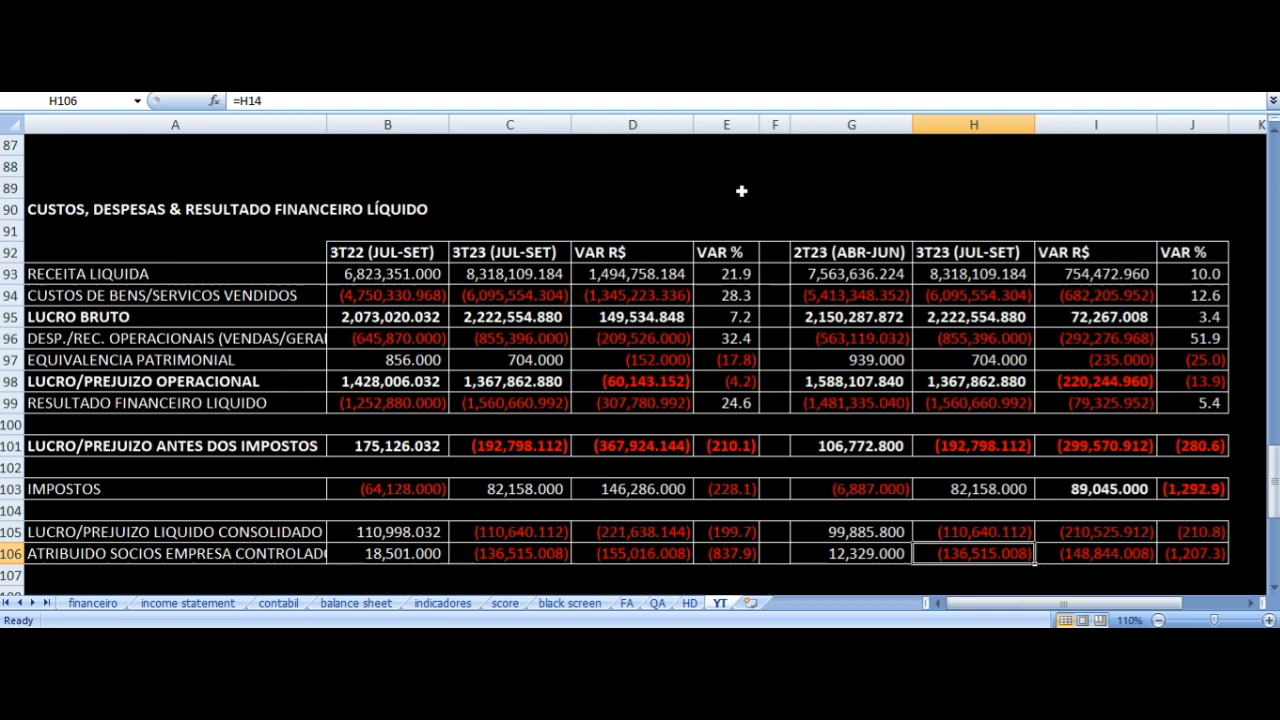 H106 fx =H14
A B C D E F G H I J K
87
88
89
90 CUSTOS, DESPESAS & RESULTADO FINANCEIRO LÍQUIDO
91
92 3T22 (JUL-SET) 3T23 (JUL-SET) VAR R$ VAR % 2T23 (ABR-JUN) 3T23 (JUL-SET) VAR R$ VAR %
93 RECEITA LIQUIDA 6,823,351.000 8,318,109.184 1,494,758.184 21.9 7,563,636.224 8,318,109.184 754,472.960 10.0
94 CUSTOS DE BENS/SERVICOS VENDIDOS (4,750,330.968) (6,095,554.304) (1,345,223.336) 28.3 (5,413,348.352) (6,095,554.304) (682,205.952) 12.6
95 LUCRO BRUTO 2,073,020.032 2,222,554.880 149,534.848 7.2 2,150,287.872 2,222,554.880 72,267.008 3.4
96 DESP./REC. OPERACIONAIS (VENDAS/GERAI (645,870.000) (855,396.000) (209,526.000) 32.4 (563,119.032) (855,396.000) (292,276.968) 51.9
97 EQUIVALENCIA PATRIMONIAL 856.000 704.000 (152.000) (17.8) 939.000 704.000 (235.000) (25.0)
98 LUCRO/PREJUIZO OPERACIONAL 1,428,006.032 1,367,862.880 (60,143.152) (4.2) 1,588,107.840 1,367,862.880 (220,244.960) (13.9)
99 RESULTADO FINANCEIRO LIQUIDO (1,252,880.000) (1,560,660.992) (307,780.992) 24.6 (1,481,335.040) (1,560,660.992) (79,325.952) 5.4
100
101 LUCRO/PREJUIZO ANTES DOS IMPOSTOS 175,126.032 (192,798.112) (367,924.144) (210.1) 106,772.800 (192,798.112) (299,570.912) (280.6)
102
103 IMPOSTOS (64,128.000) 82,158.000 146,286.000 (228.1) (6,887.000) 82,158.000 89,045.000 (1,292.9)
104
105 LUCRO/PREJUIZO LIQUIDO CONSOLIDADO 110,998.032 (110,640.112) (221,638.144) (199.7) 99,885.800 (110,640.112) (210,525.912) (210.8)
106 ATRIBUIDO SOCIOS EMPRESA CONTROLADO 18,501.000 (136,515.008) (155,016.008) (837.9) 12,329.000 (136,515.008) (148,844.008) (1,207.3)
107
financeiro income statement contabil balance sheet indicadores score black screen FA QA HD YT
Ready 110%